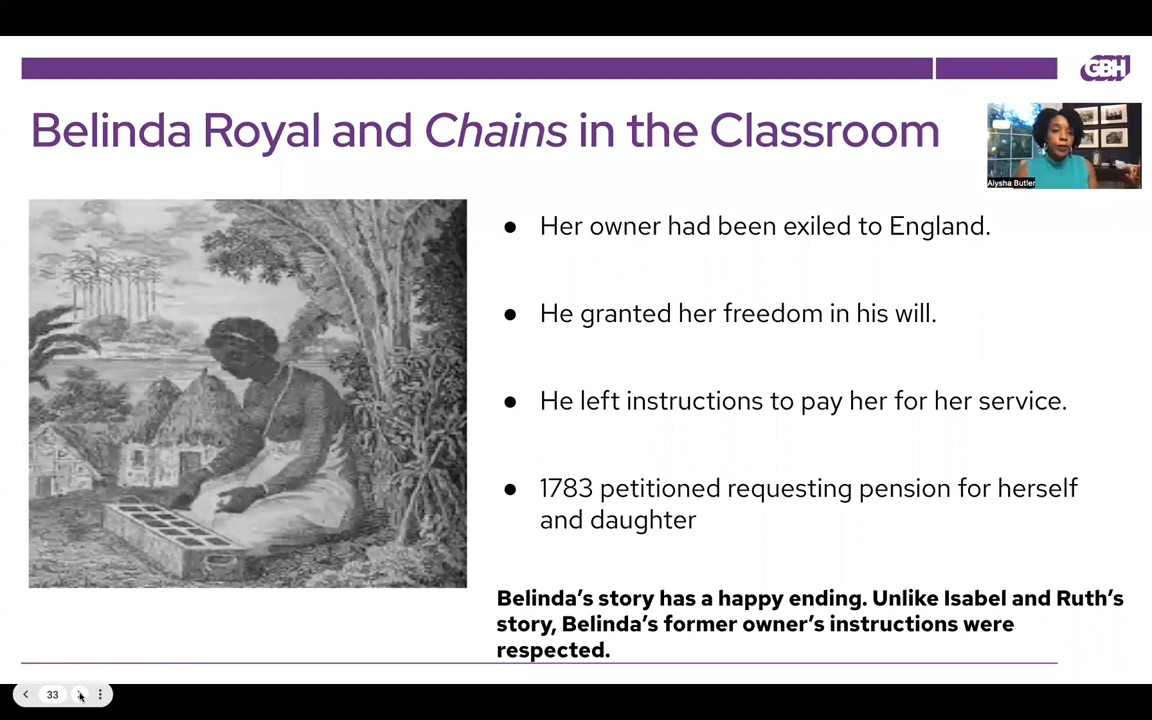 GBH
Belinda Royal and Chains in the Classroom
Alysha Butler
● Her owner had been exiled to England.
● He granted her freedom in his will.
● He left instructions to pay her for her service.
● 1783 petitioned requesting pension for herself
and daughter
Belinda’s story has a happy ending. Unlike Isabel and Ruth’s
story, Belinda’s former owner’s instructions were
respected.
33